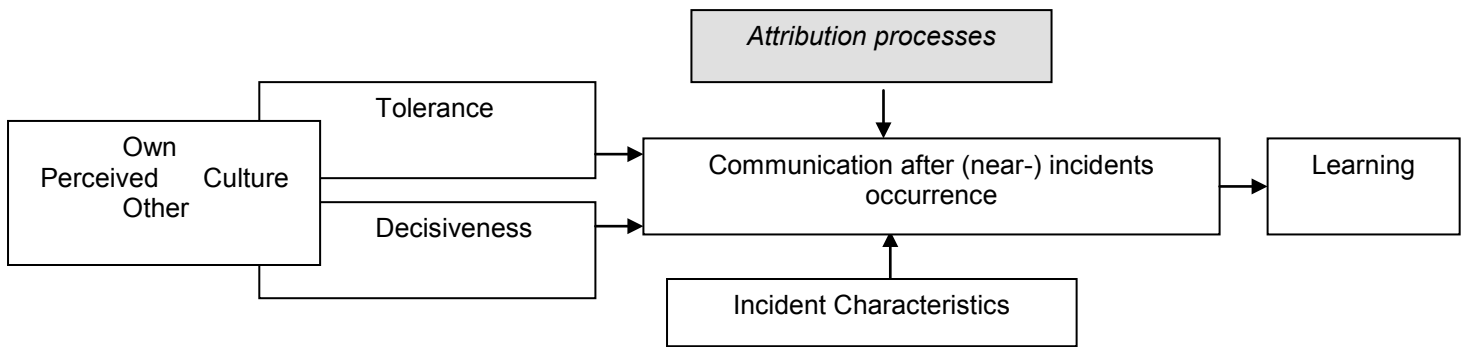 Attribution processes
Tolerance
Own
Perceived Culture
Other
Decisiveness
Communication after (near-) incidents
occurrence
Learning
Incident Characteristics